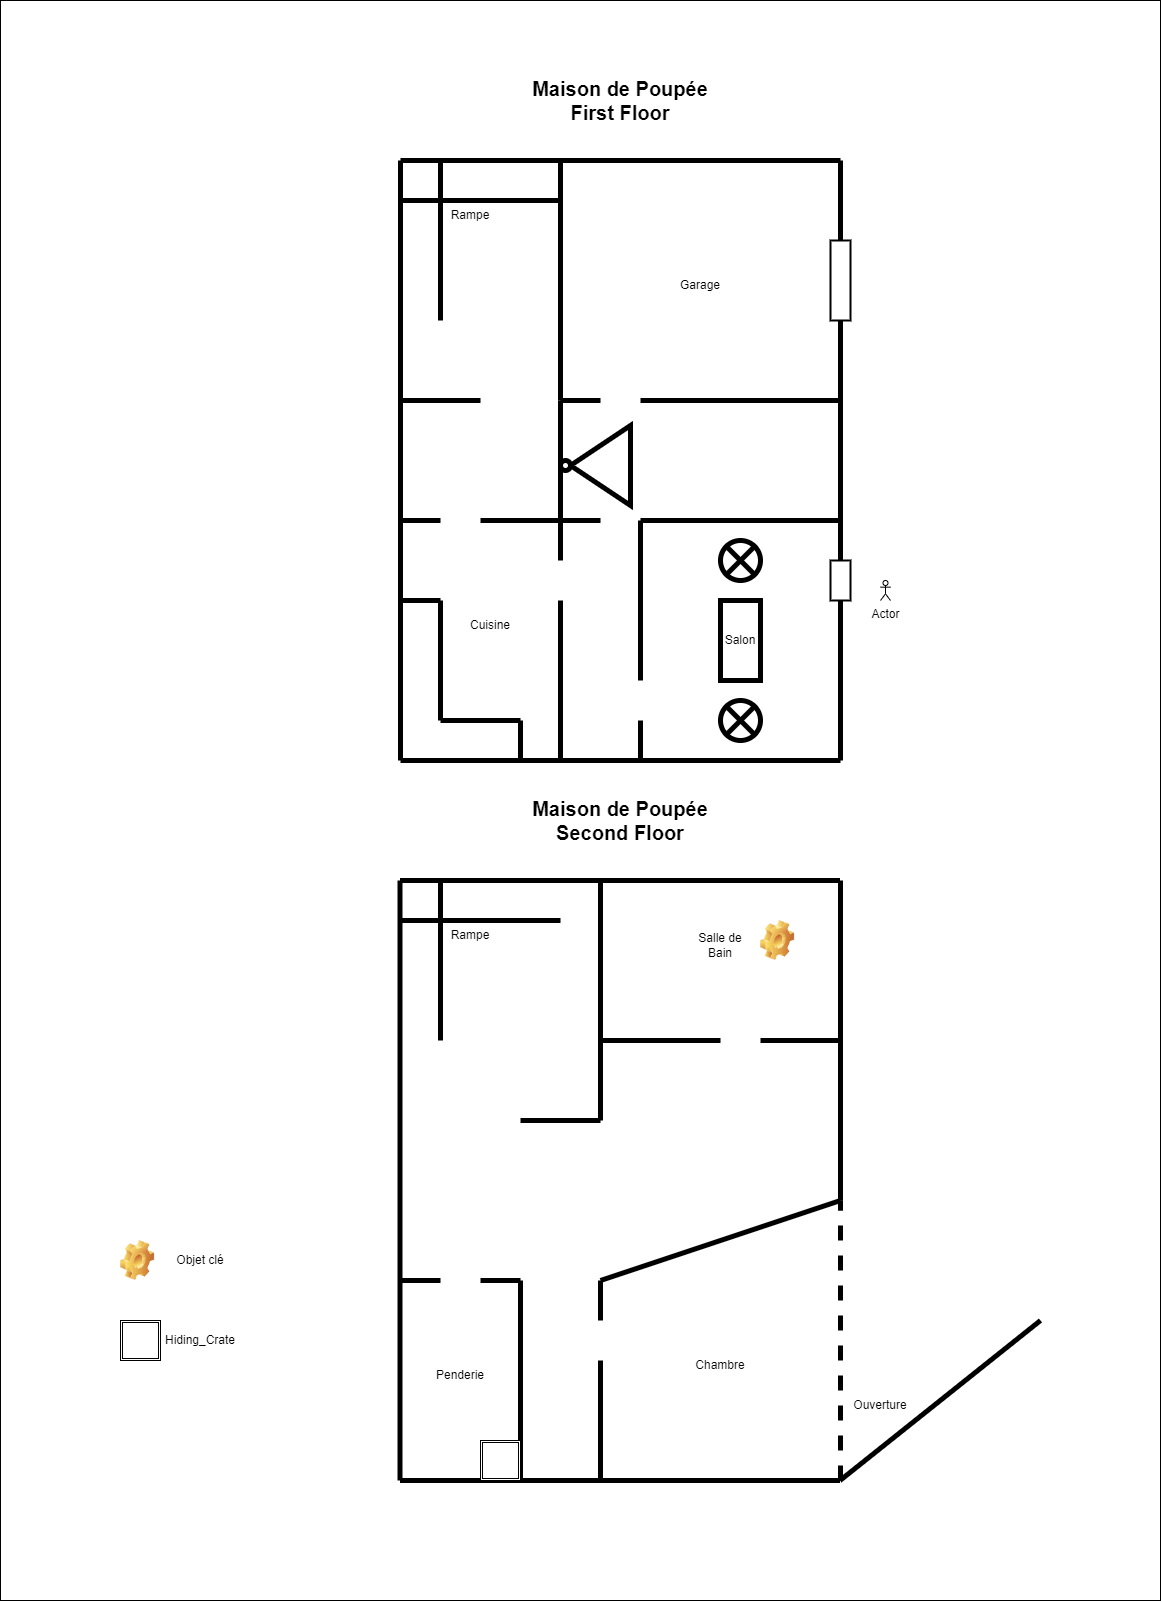 Maison de Poupée
First Floor
Rampe
Garage
Actor
Cuisine
Salon
Maison de Poupée
Second Floor
Rampe
Salle de
Bain
Objet clé
Hiding_Crate
Chambre
Penderie
Ouverture